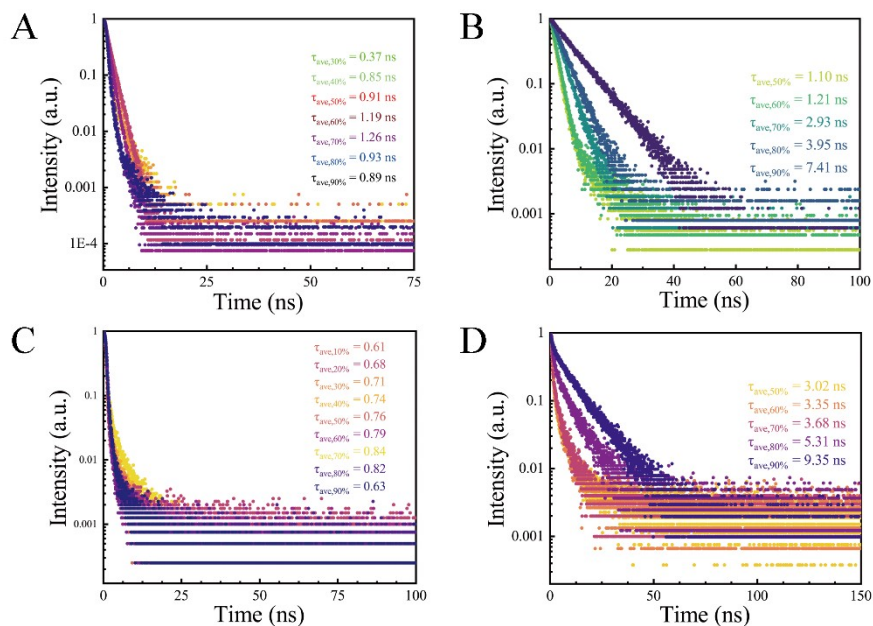 A
Intensity (a.u.)
1
0.1
0.01
0.001
1E-4
τave,30% = 0.37 ns
τave,40% = 0.85 ns
τave,50% = 0.91 ns
τave,60% = 1.19 ns
τave,70% = 1.26 ns
τave,80% = 0.93 ns
τave,90% = 0.89 ns
0 25 50 75
Time (ns)
B
Intensity (a.u.)
1
0.1
0.01
0.001
τave,50% = 1.10 ns
τave,60% = 1.21 ns
τave,70% = 2.93 ns
τave,80% = 3.95 ns
τave,90% = 7.41 ns
0 20 40 60 80 100
Time (ns)
C
Intensity (a.u.)
1
0.1
0.01
0.001
τave,10% = 0.61
τave,20% = 0.68
τave,30% = 0.71
τave,40% = 0.74
τave,50% = 0.76
τave,60% = 0.79
τave,70% = 0.84
τave,80% = 0.82
τave,90% = 0.63
0 25 50 75 100
Time (ns)
D
Intensity (a.u.)
1
0.1
0.01
0.001
τave,50% = 3.02 ns
τave,60% = 3.35 ns
τave,70% = 3.68 ns
τave,80% = 5.31 ns
τave,90% = 9.35 ns
0 50 100 150
Time (ns)